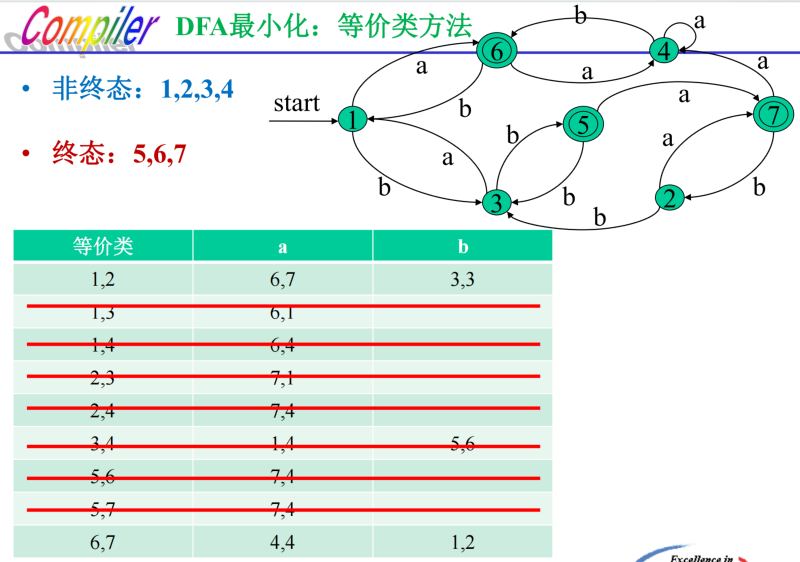 Compiler
DFA最小化：等价类方法
• 非终态：1,2,3,4
• 终态：5,6,7
start
1
6
4
5
7
3
2
a
b
b
a
a
a
b
a
b
b
a
a
b
b
等价类 a b
1,2 6,7 3,3
1,3 6,1
1,4 6,4
2,3 7,1
2,4 7,4
3,4 1,4 5,6
5,6 7,4
5,7 7,4
6,7 4,4 1,2
Excellence in